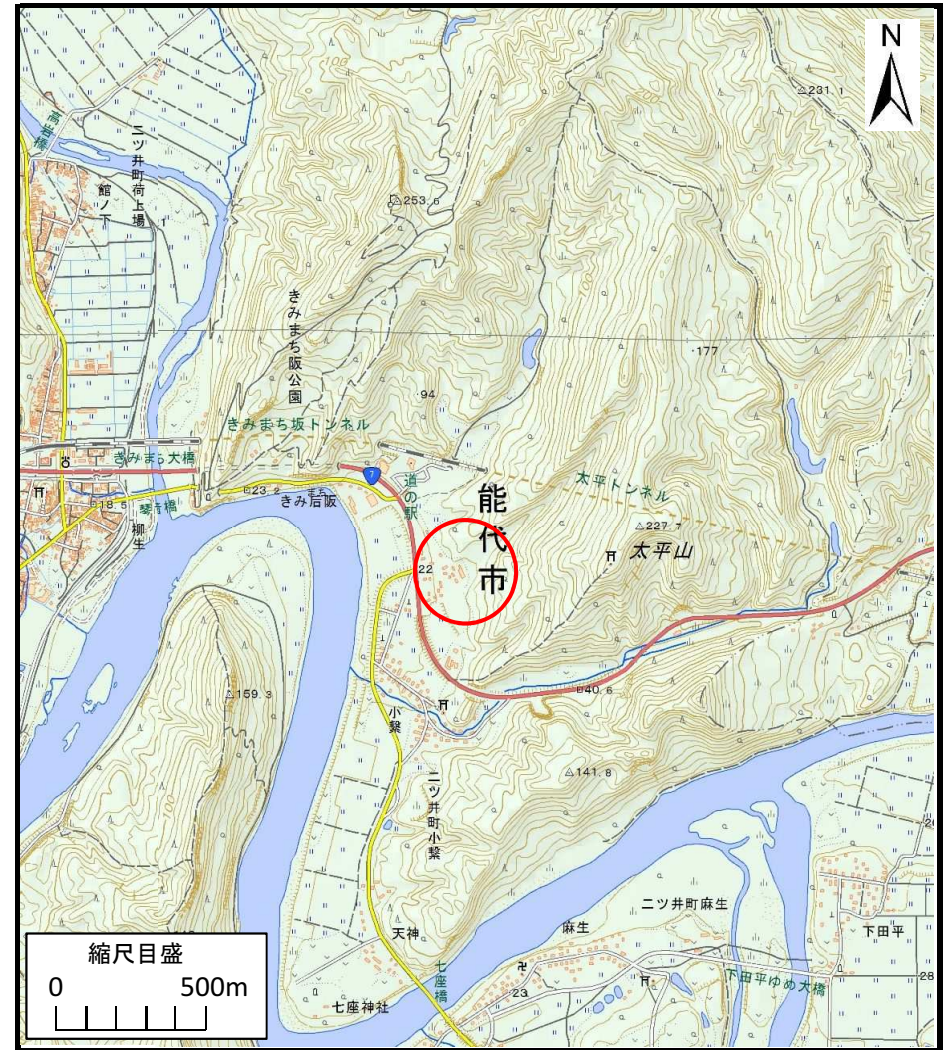 N
231.1
100
高岩橋
二ツ井町荷上場
館ノ下
253.6
きみまち阪公園
100
177
94
きみまち坂トンネル
きみまち大橋
7
道の駅
太平トンネル
23.2
きみ后阪
まち
18.5
琴音橋
柳生
能代市
227.7
太平山
22
159.3
40.6
小繋
二ツ井町小繋
141.8
二ツ井町麻生
麻生
天神
下田平
七座橋
下田平ゆめ大橋
23
28
七座神社
縮尺目盛
0 500m